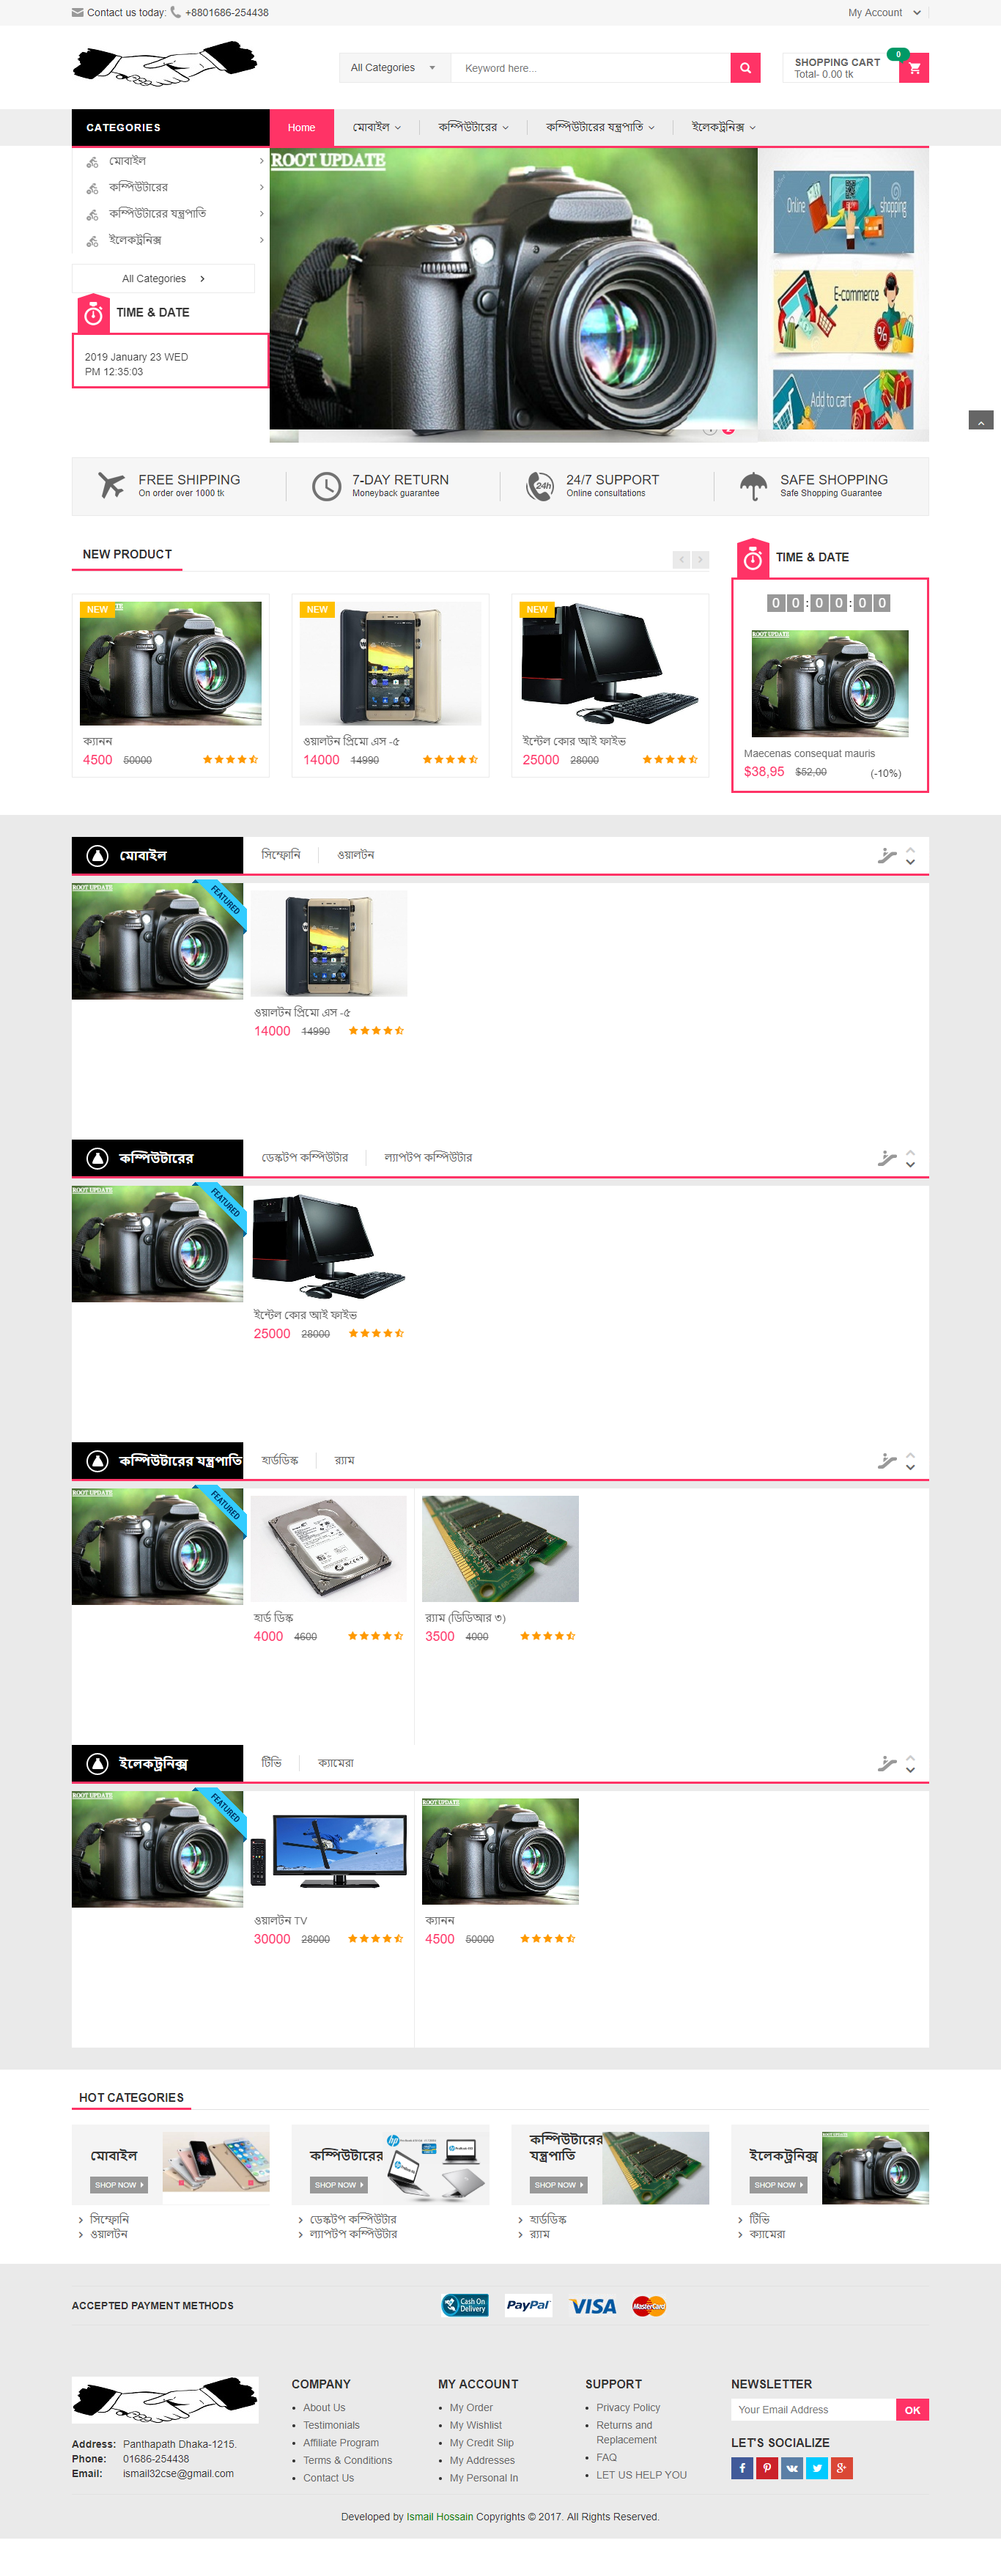 Contact us today: +8801686-254438
My Account
All Categories
Keyword here...
SHOPPING CART
0
Total- 0.00 tk
CATEGORIES
Home
মোবাইল
কম্পিউটারের
কম্পিউটারের যন্ত্রপাতি
ইলেকট্রনিক্স
মোবাইল
কম্পিউটারের
কম্পিউটারের যন্ত্রপাতি
ইলেকট্রনিক্স
All Categories
TIME & DATE
2019 January 23 WED
PM 12:35:03
ROOT UPDATE
Online shopping
E-commerce
Add to cart
FREE SHIPPING
On order over 1000 tk
7-DAY RETURN
Moneyback guarantee
24h
24/7 SUPPORT
Online consultations
SAFE SHOPPING
Safe Shopping Guarantee
NEW PRODUCT
NEW
ক্যানন
4500 50000
NEW
ওয়ালটন প্রিমো এস -৫
14000 14990
NEW
ইন্টেল কোর আই ফাইভ
25000 28000
TIME & DATE
0 0 : 0 0 : 0 0
ROOT UPDATE
Maecenas consequat mauris
$38,95 $52,00 (-10%)
মোবাইল
সিম্ফোনি
ওয়ালটন
ROOT UPDATE
FEATURED
ওয়ালটন প্রিমো এস -৫
14000 14990
কম্পিউটারের
ডেস্কটপ কম্পিউটার
ল্যাপটপ কম্পিউটার
ROOT UPDATE
FEATURED
ইন্টেল কোর আই ফাইভ
25000 28000
কম্পিউটারের যন্ত্রপাতি
হার্ডডিস্ক
র‍্যাম
ROOT UPDATE
FEATURED
হার্ড ডিস্ক
4000 4600
র‍্যাম (ডিডিআর ৩)
3500 4000
ইলেকট্রনিক্স
টিভি
ক্যামেরা
ROOT UPDATE
FEATURED
ওয়ালটন TV
30000 28000
ROOT UPDATE
ক্যানন
4500 50000
HOT CATEGORIES
মোবাইল
SHOP NOW
সিম্ফোনি
ওয়ালটন
কম্পিউটারের
SHOP NOW
ডেস্কটপ কম্পিউটার
ল্যাপটপ কম্পিউটার
কম্পিউটারের
যন্ত্রপাতি
SHOP NOW
হার্ডডিস্ক
র‍্যাম
ইলেকট্রনিক্স
SHOP NOW
টিভি
ক্যামেরা
ACCEPTED PAYMENT METHODS
Cash On Delivery
PayPal
VISA
MasterCard
Address: Panthapath Dhaka-1215.
Phone: 01686-254438
Email: ismail32cse@gmail.com
COMPANY
About Us
Testimonials
Affiliate Program
Terms & Conditions
Contact Us
MY ACCOUNT
My Order
My Wishlist
My Credit Slip
My Addresses
My Personal In
SUPPORT
Privacy Policy
Returns and
Replacement
FAQ
LET US HELP YOU
NEWSLETTER
Your Email Address
OK
LET'S SOCIALIZE
Developed by Ismail Hossain Copyrights © 2017. All Rights Reserved.